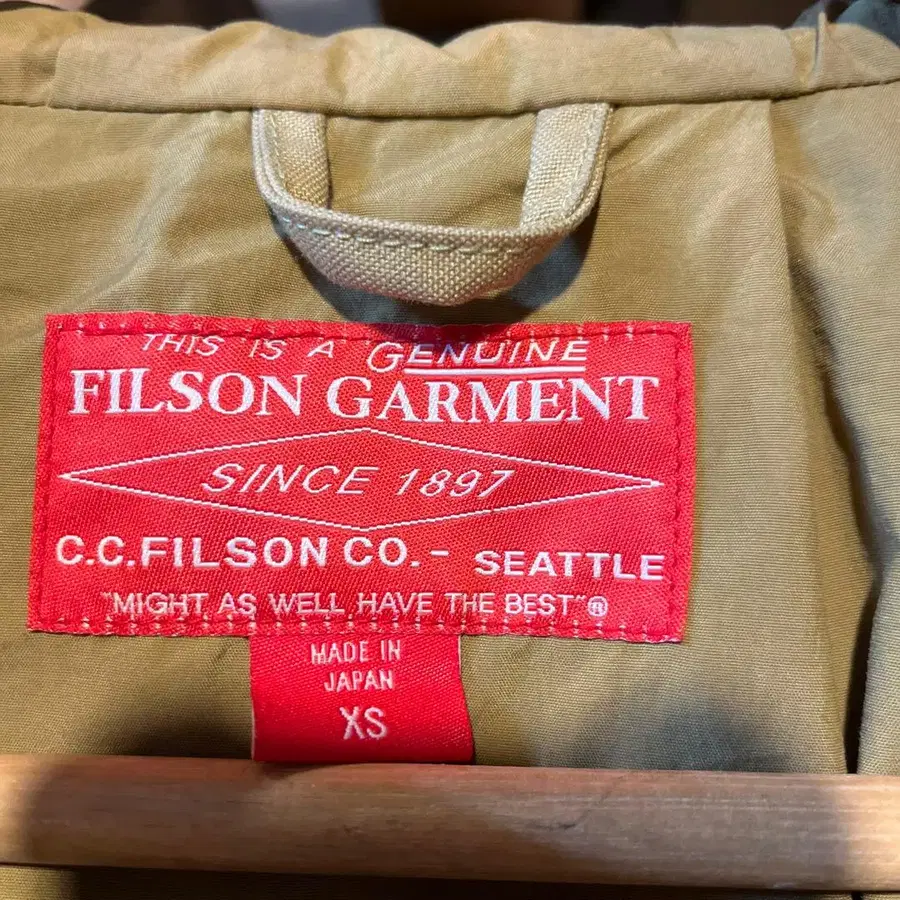 THIS IS A GENUINE
FILSON GARMENT
SINCE 1897
C.C.FILSON CO.- SEATTLE
"MIGHT AS WELL HAVE THE BEST"®
MADE IN
JAPAN
XS